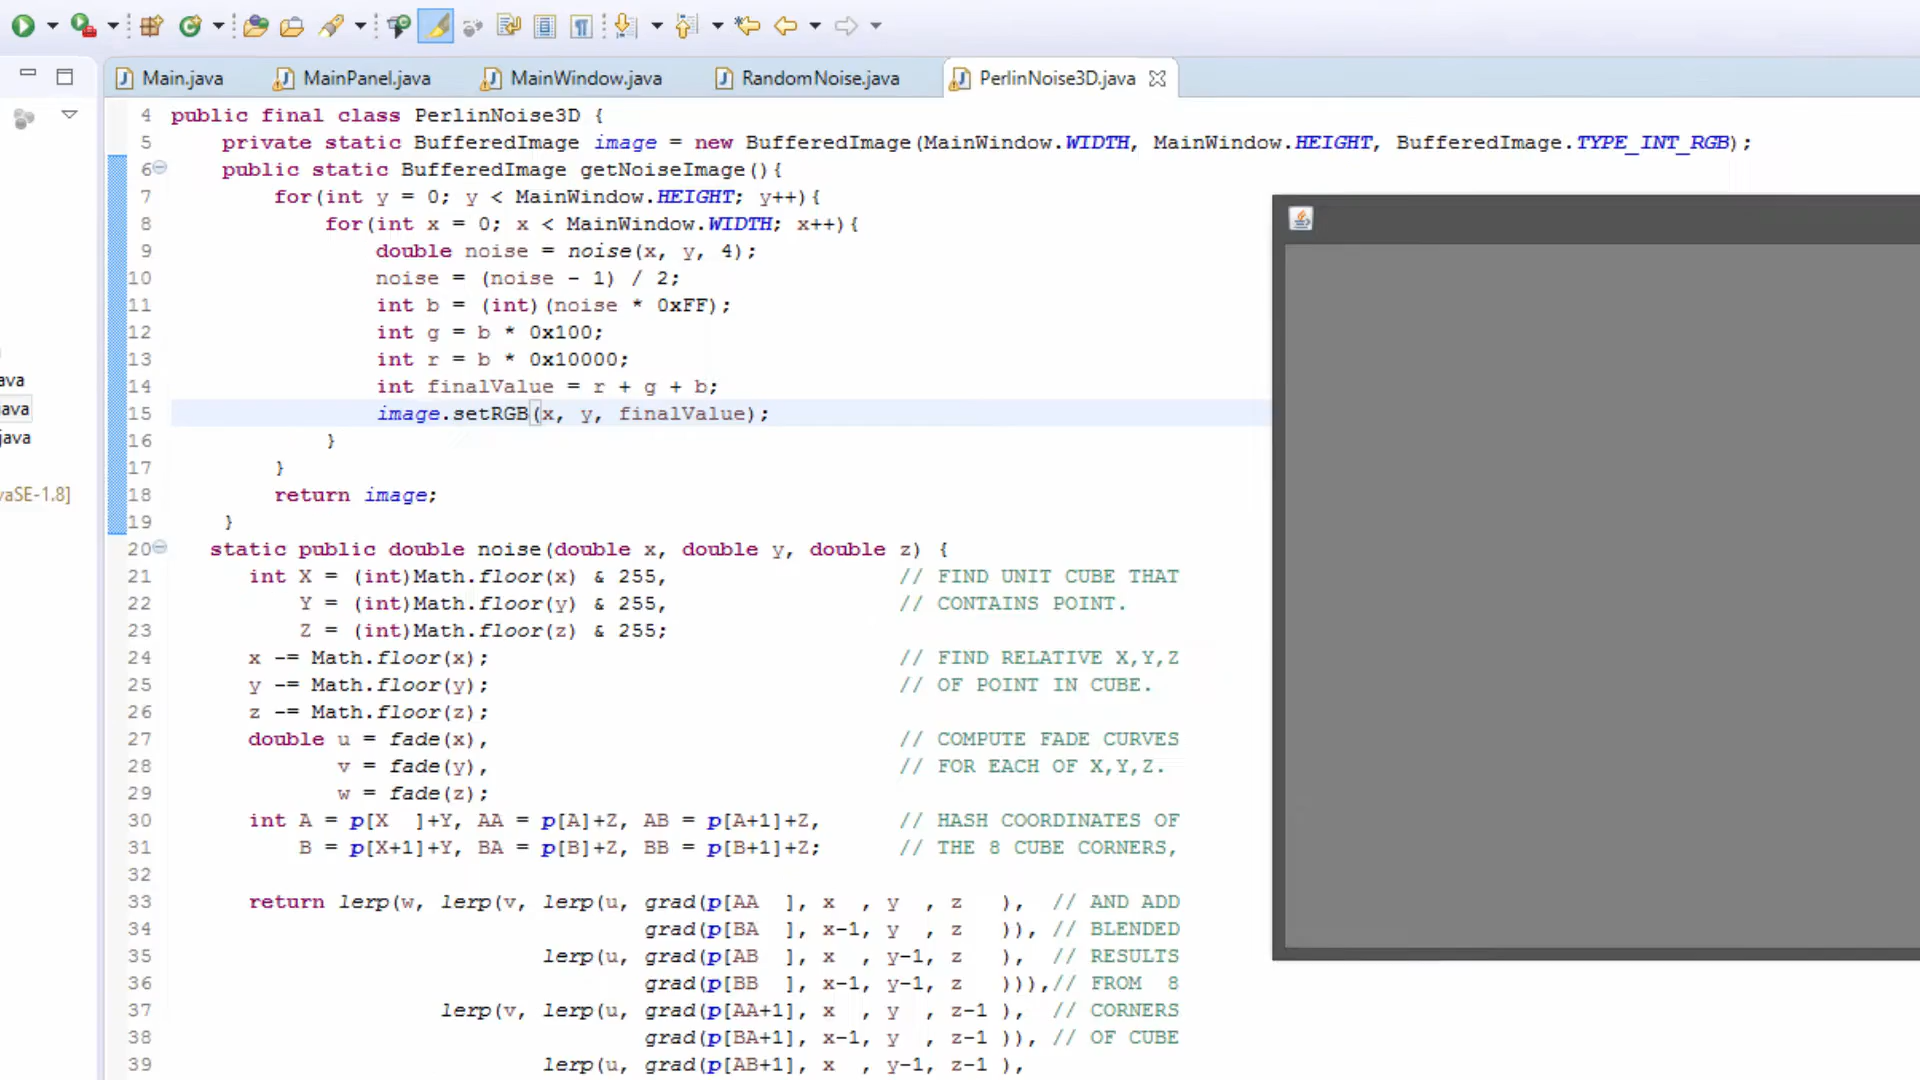 Main.java MainPanel.java MainWindow.java RandomNoise.java PerlinNoise3D.java
4 public final class PerlinNoise3D {
5     private static BufferedImage image = new BufferedImage(MainWindow.WIDTH, MainWindow.HEIGHT, BufferedImage.TYPE_INT_RGB);
6     public static BufferedImage getNoiseImage(){
7         for(int y = 0; y < MainWindow.HEIGHT; y++){
8             for(int x = 0; x < MainWindow.WIDTH; x++){
9                 double noise = noise(x, y, 4);
10                 noise = (noise - 1) / 2;
11                 int b = (int)(noise * 0xFF);
12                 int g = b * 0x100;
13                 int r = b * 0x10000;
14                 int finalValue = r + g + b;
15                 image.setRGB(x, y, finalValue);
16             }
17         }
18         return image;
19     }
20    static public double noise(double x, double y, double z) {
21       int X = (int)Math.floor(x) & 255,                  // FIND UNIT CUBE THAT
22           Y = (int)Math.floor(y) & 255,                  // CONTAINS POINT.
23           Z = (int)Math.floor(z) & 255;
24       x -= Math.floor(x);                                // FIND RELATIVE X,Y,Z
25       y -= Math.floor(y);                                // OF POINT IN CUBE.
26       z -= Math.floor(z);
27       double u = fade(x),                                // COMPUTE FADE CURVES
28              v = fade(y),                                // FOR EACH OF X,Y,Z.
29              w = fade(z);
30       int A = p[X  ]+Y, AA = p[A]+Z, AB = p[A+1]+Z,      // HASH COORDINATES OF
31           B = p[X+1]+Y, BA = p[B]+Z, BB = p[B+1]+Z;      // THE 8 CUBE CORNERS,
32
33       return lerp(w, lerp(v, lerp(u, grad(p[AA  ], x  , y  , z   ),  // AND ADD
34                                      grad(p[BA  ], x-1, y  , z   )), // BLENDED
35                              lerp(u, grad(p[AB  ], x  , y-1, z   ),  // RESULTS
36                                      grad(p[BB  ], x-1, y-1, z   ))),// FROM  8
37                      lerp(v, lerp(u, grad(p[AA+1], x  , y  , z-1 ),  // CORNERS
38                                      grad(p[BA+1], x-1, y  , z-1 )), // OF CUBE
39                              lerp(u, grad(p[AB+1], x  , y-1, z-1 ),
ava
java
java
vaSE-1.8]